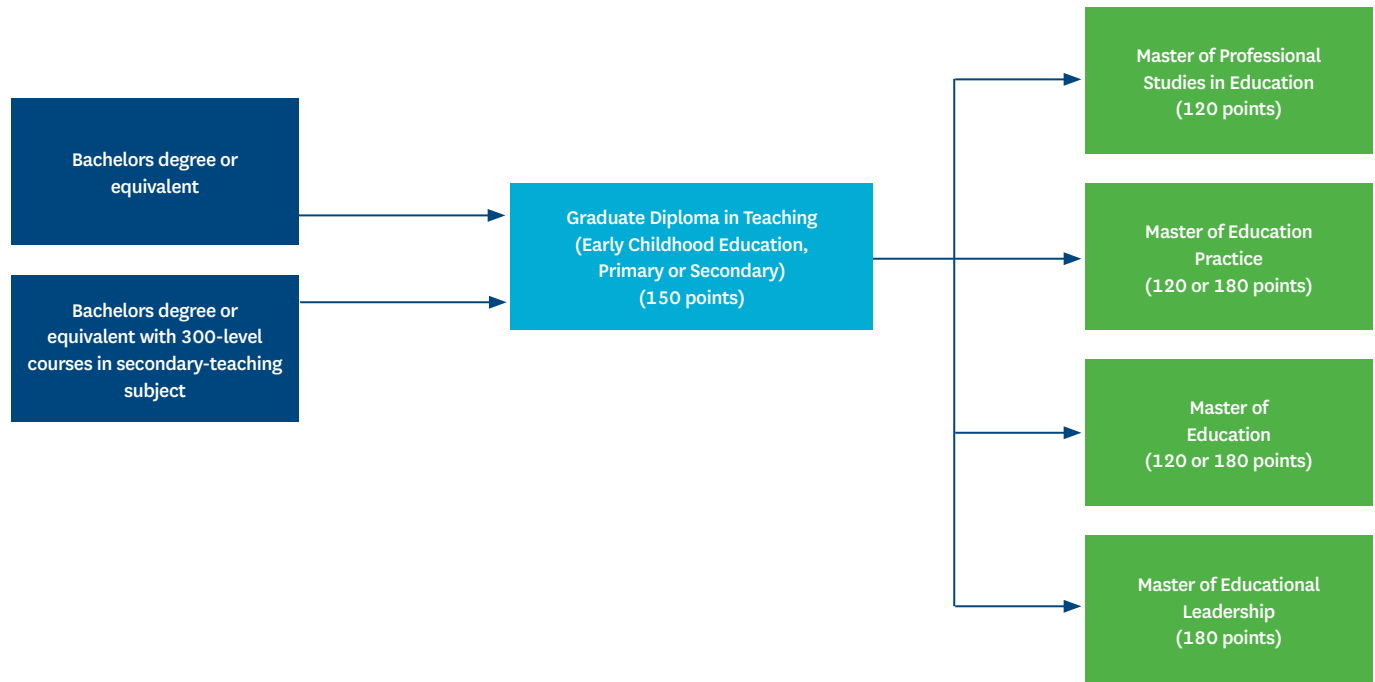 Bachelors degree or
equivalent
Bachelors degree or
equivalent with 300-level
courses in secondary-teaching
subject
Graduate Diploma in Teaching
(Early Childhood Education,
Primary or Secondary)
(150 points)
Master of Professional
Studies in Education
(120 points)
Master of Education
Practice
(120 or 180 points)
Master of
Education
(120 or 180 points)
Master of Educational
Leadership
(180 points)